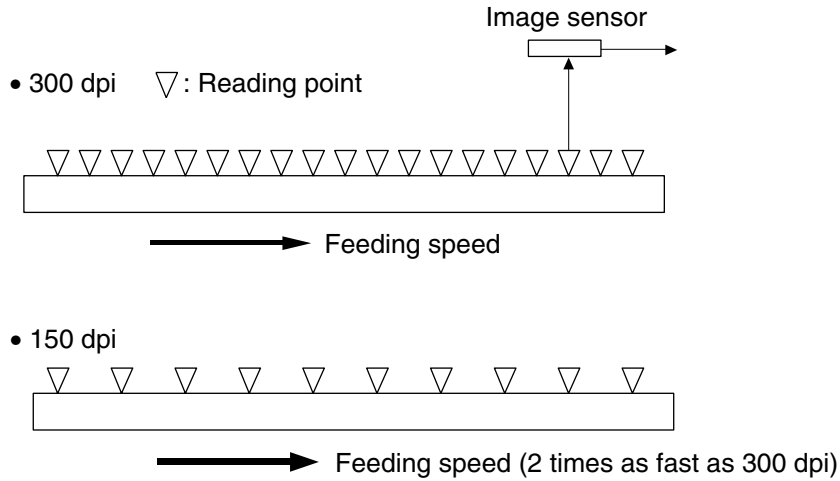 Image sensor
• 300 dpi ▽ : Reading point
Feeding speed
• 150 dpi
Feeding speed (2 times as fast as 300 dpi)